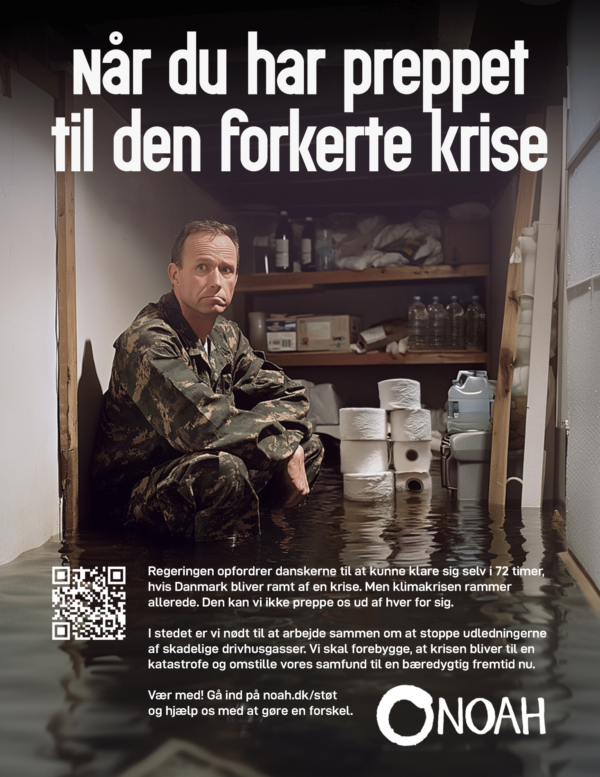 Når du har preppet
til den forkerte krise
Regeringen opfordrer danskerne til at kunne klare sig selv i 72 timer,
hvis Danmark bliver ramt af en krise. Men klimakrisen rammer
allerede. Den kan vi ikke preppe os ud af hver for sig.
I stedet er vi nødt til at arbejde sammen om at stoppe udledningerne
af skadelige drivhusgasser. Vi skal forebygge, at krisen bliver til en
katastrofe og omstille vores samfund til en bæredygtig fremtid nu.
Vær med! Gå ind på noah.dk/støt
og hjælp os med at gøre en forskel.
NOAH